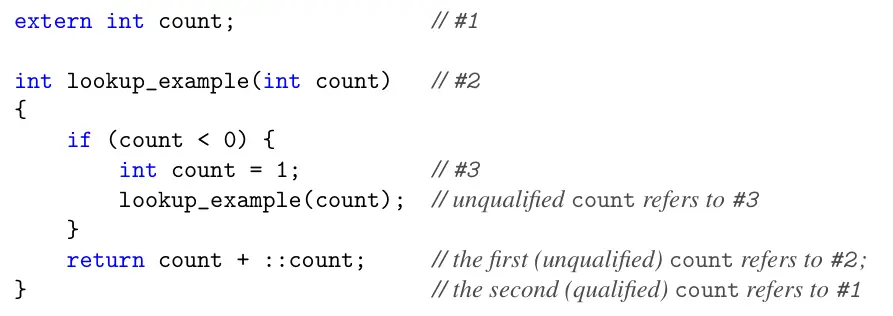 extern int count; // #1
int lookup_example(int count) // #2
{
if (count < 0) {
int count = 1; // #3
lookup_example(count); // unqualified count refers to #3
}
return count + ::count; // the first (unqualified) count refers to #2;
} // the second (qualified) count refers to #1